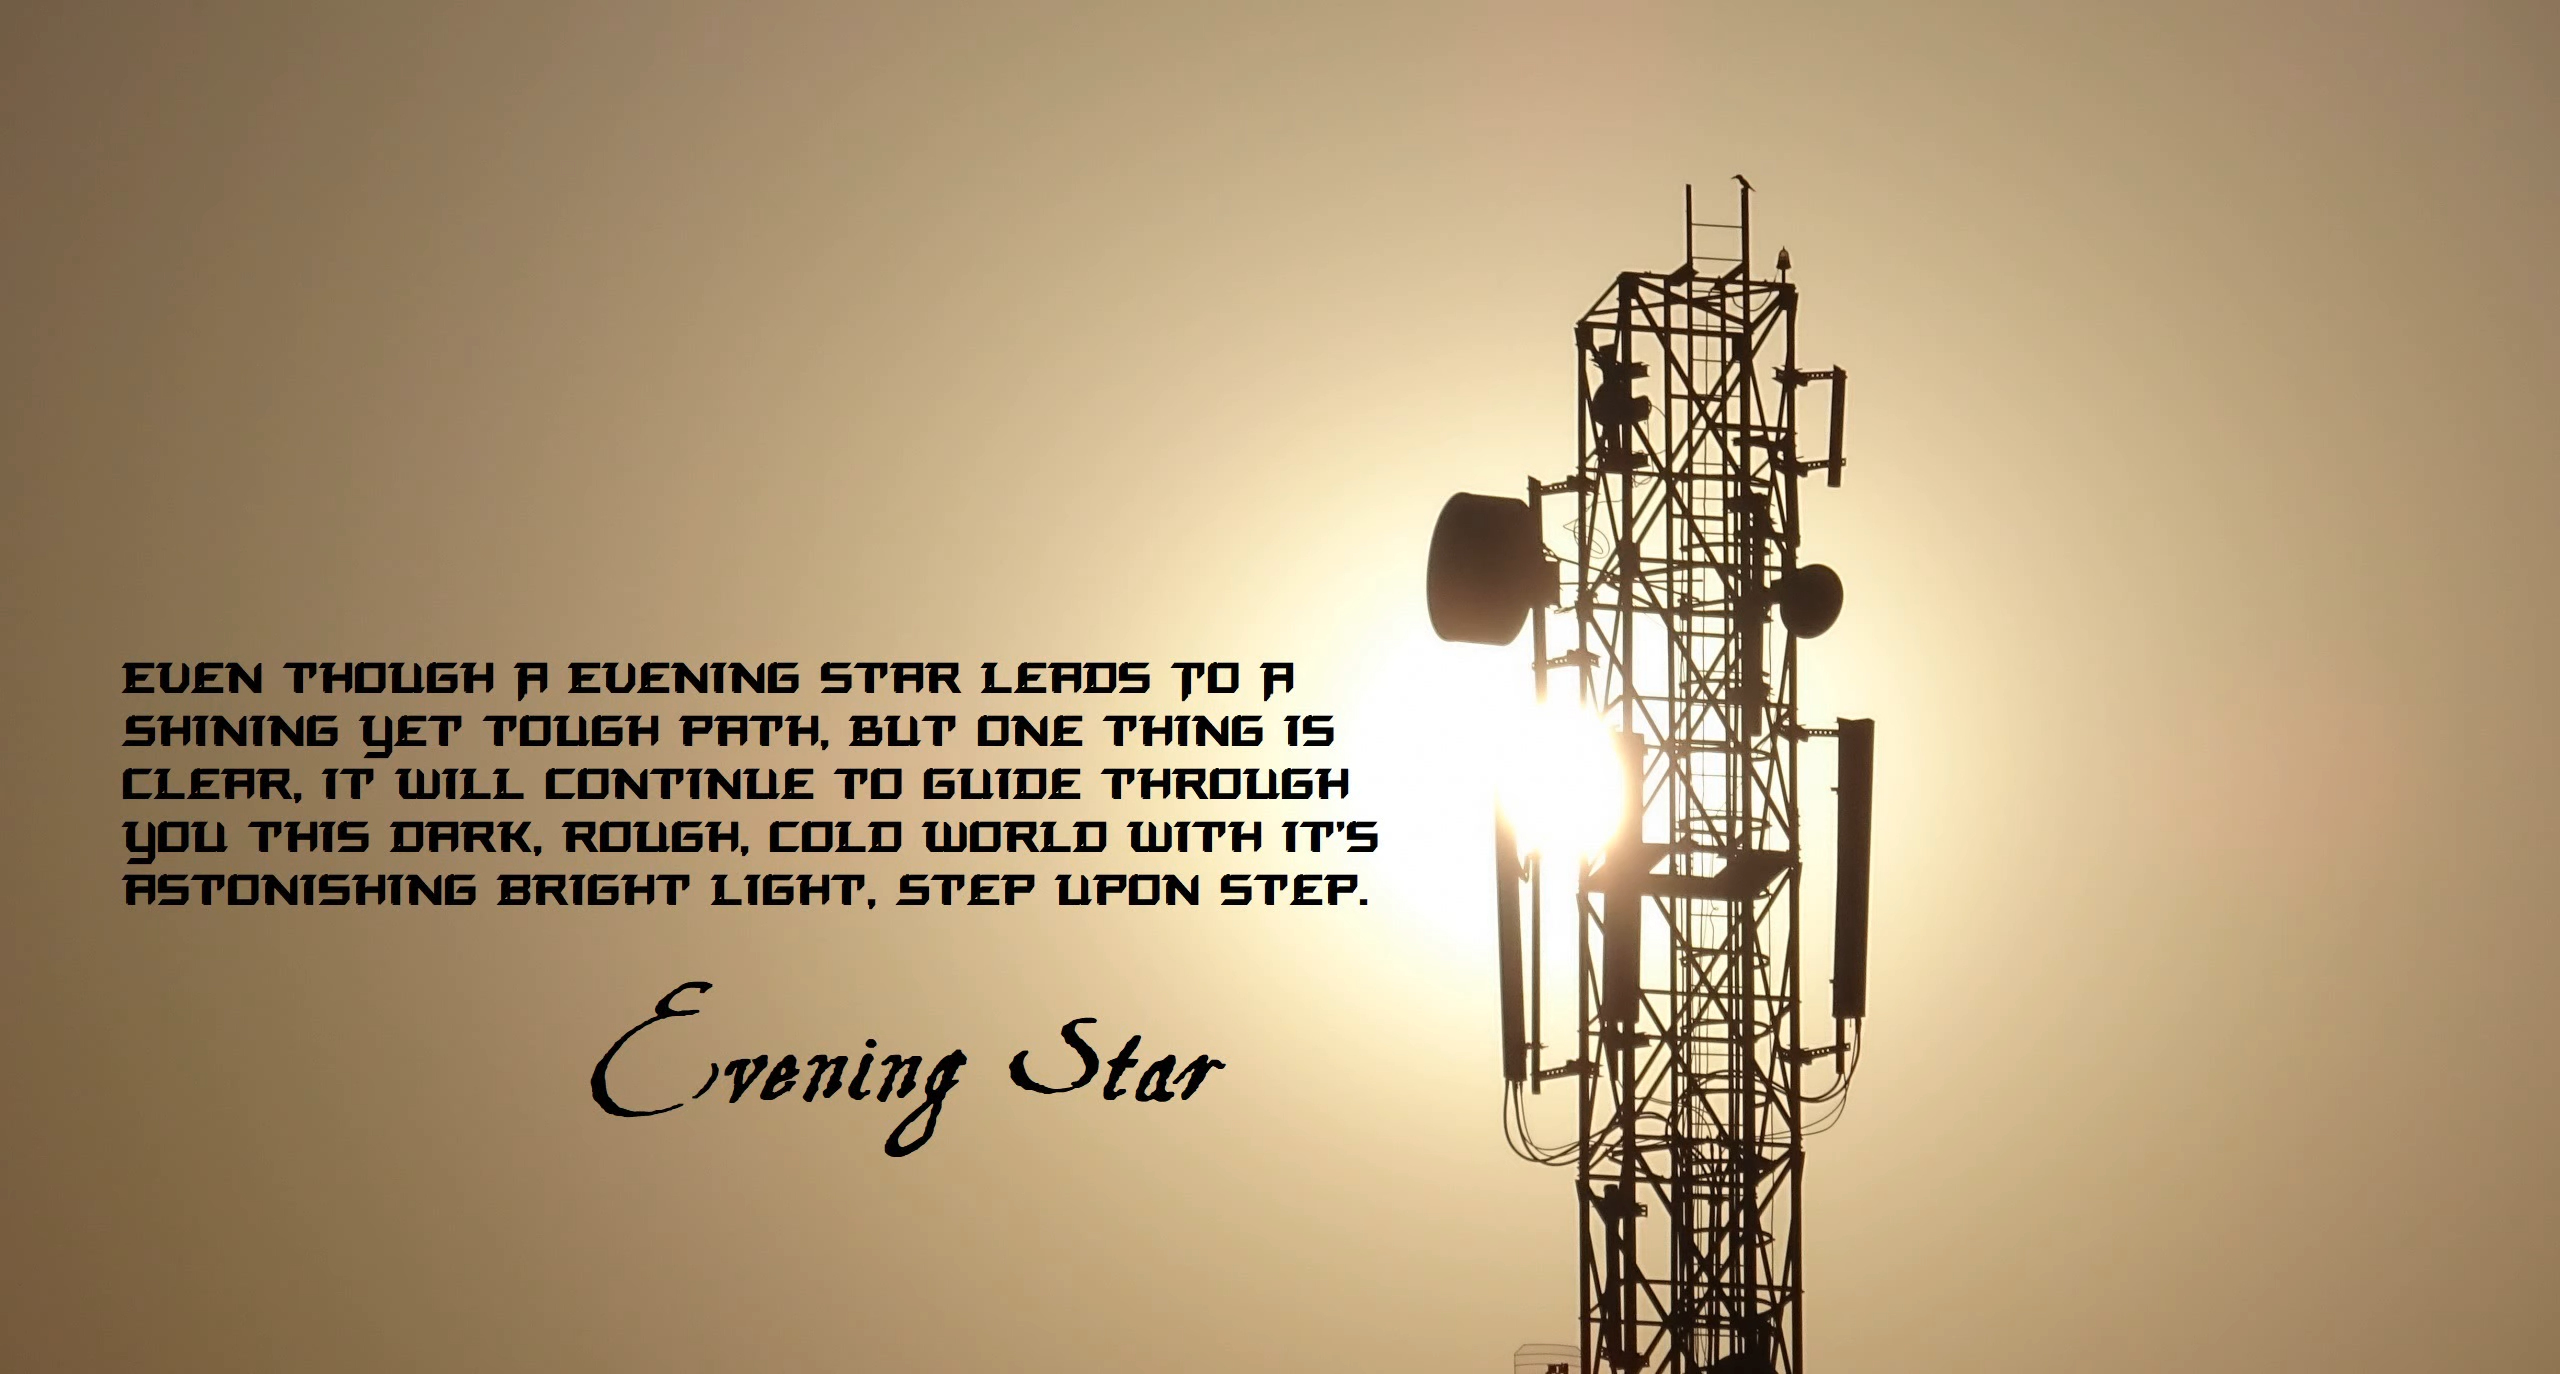 EVEN THOUGH A EVENING STAR LEADS TO A
SHINING YET TOUGH PATH, BUT ONE THING IS
CLEAR, IT WILL CONTINUE TO GUIDE THROUGH
YOU THIS DARK, ROUGH, COLD WORLD WITH IT'S
ASTONISHING BRIGHT LIGHT, STEP UPON STEP.
Evening Star